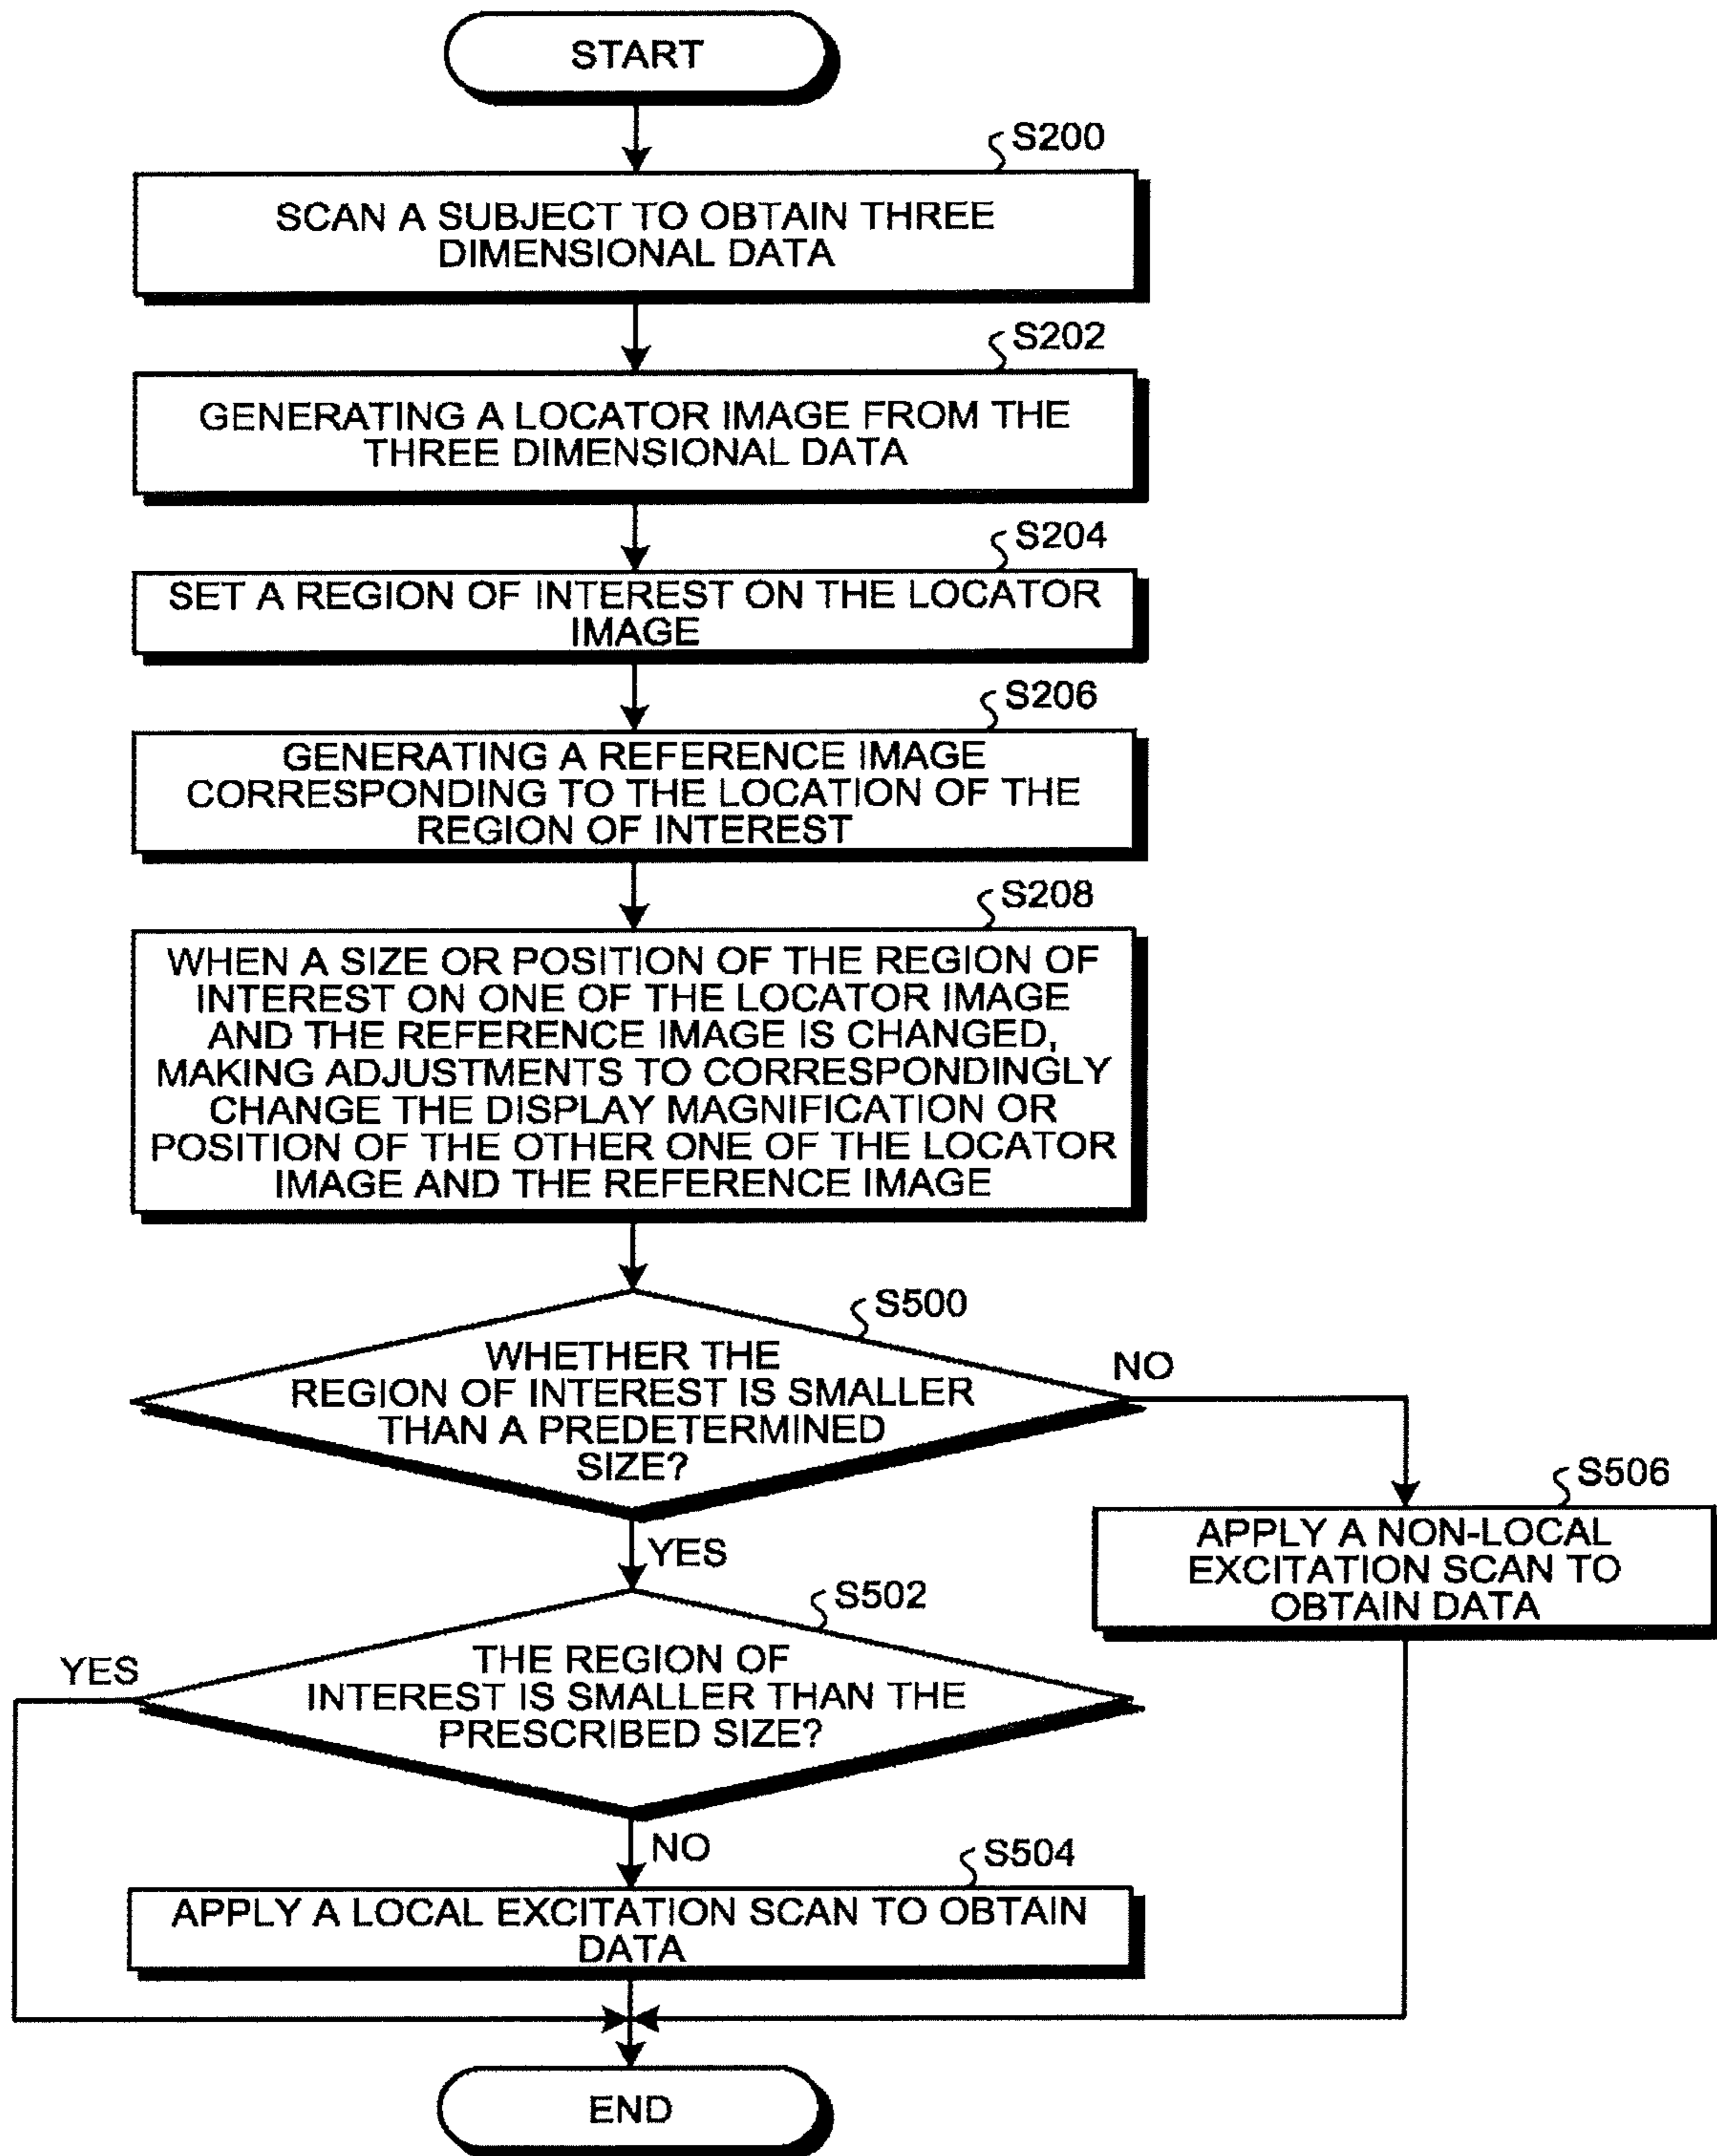 START
S200
SCAN A SUBJECT TO OBTAIN THREE
DIMENSIONAL DATA
S202
GENERATING A LOCATOR IMAGE FROM THE
THREE DIMENSIONAL DATA
S204
SET A REGION OF INTEREST ON THE LOCATOR
IMAGE
S206
GENERATING A REFERENCE IMAGE
CORRESPONDING TO THE LOCATION OF THE
REGION OF INTEREST
S208
WHEN A SIZE OR POSITION OF THE REGION OF
INTEREST ON ONE OF THE LOCATOR IMAGE
AND THE REFERENCE IMAGE IS CHANGED,
MAKING ADJUSTMENTS TO CORRESPONDINGLY
CHANGE THE DISPLAY MAGNIFICATION OR
POSITION OF THE OTHER ONE OF THE LOCATOR
IMAGE AND THE REFERENCE IMAGE
S500
WHETHER THE
REGION OF INTEREST IS SMALLER
THAN A PREDETERMINED
SIZE?
NO
S506
APPLY A NON-LOCAL
EXCITATION SCAN TO
OBTAIN DATA
YES
S502
THE REGION OF
INTEREST IS SMALLER THAN THE
PRESCRIBED SIZE?
YES
NO
S504
APPLY A LOCAL EXCITATION SCAN TO OBTAIN
DATA
END